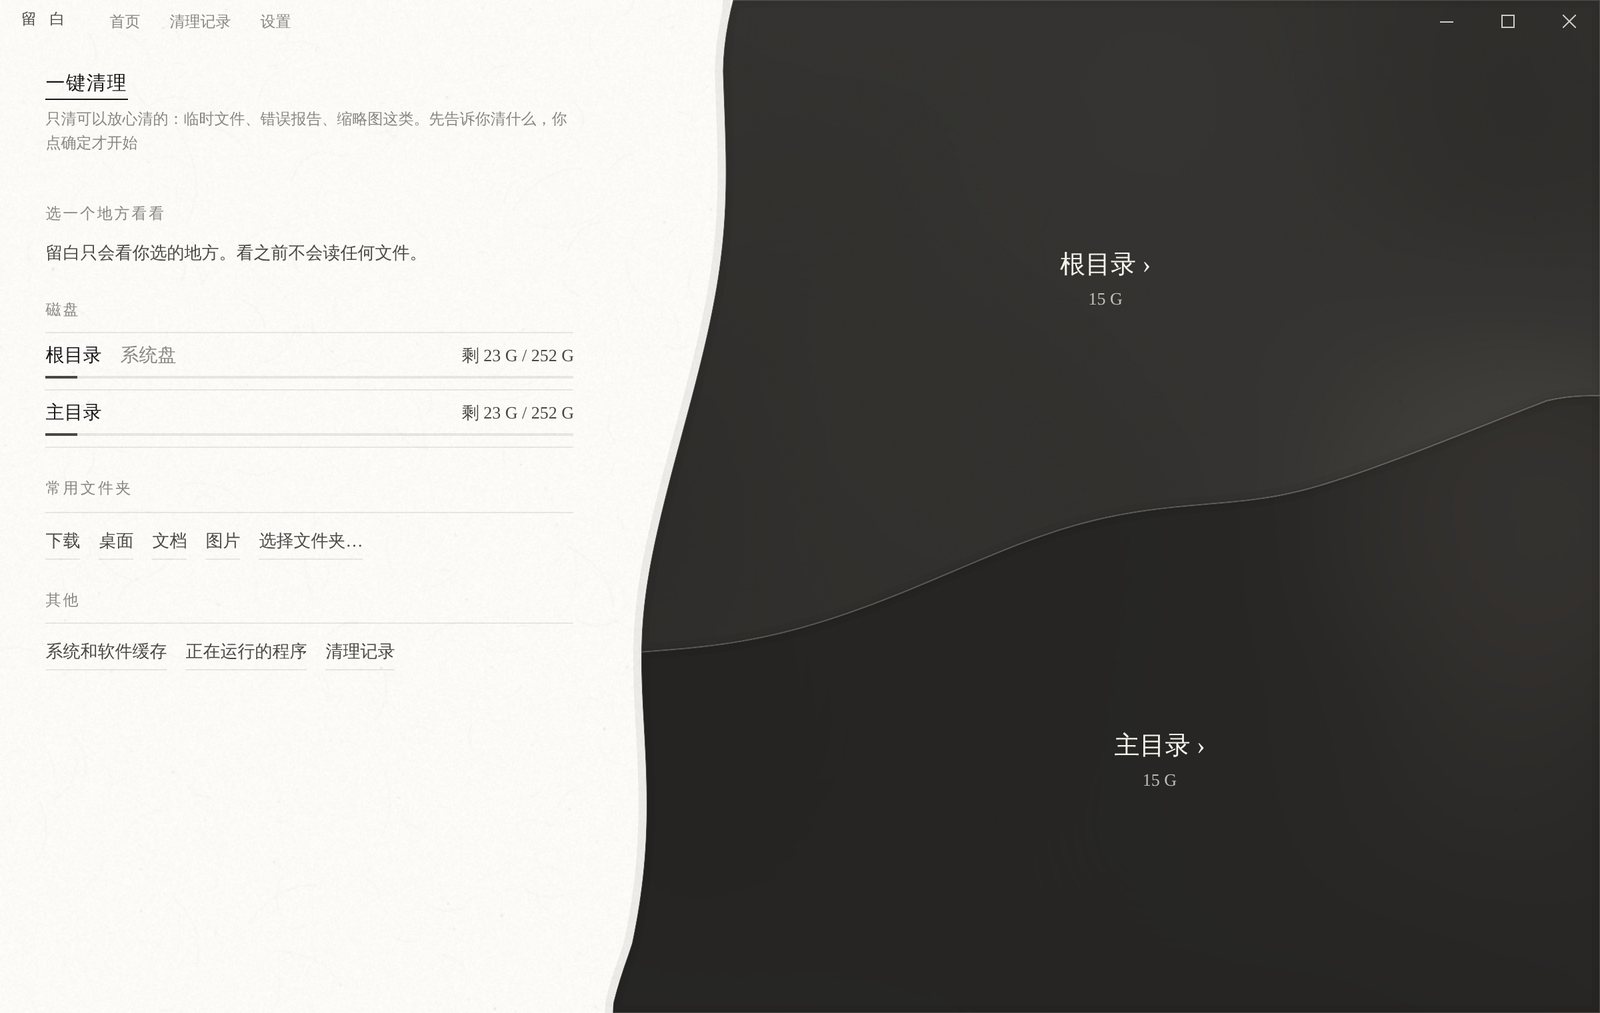 留 白
首页 清理记录 设置
一键清理
只清可以放心清的：临时文件、错误报告、缩略图这类。先告诉你清什么，你
点确定才开始
选一个地方看看
留白只会看你选的地方。看之前不会读任何文件。
磁盘
根目录 系统盘 剩 23 G / 252 G
主目录 剩 23 G / 252 G
常用文件夹
下载 桌面 文档 图片 选择文件夹…
其他
系统和软件缓存 正在运行的程序 清理记录
根目录 ›
15 G
主目录 ›
15 G